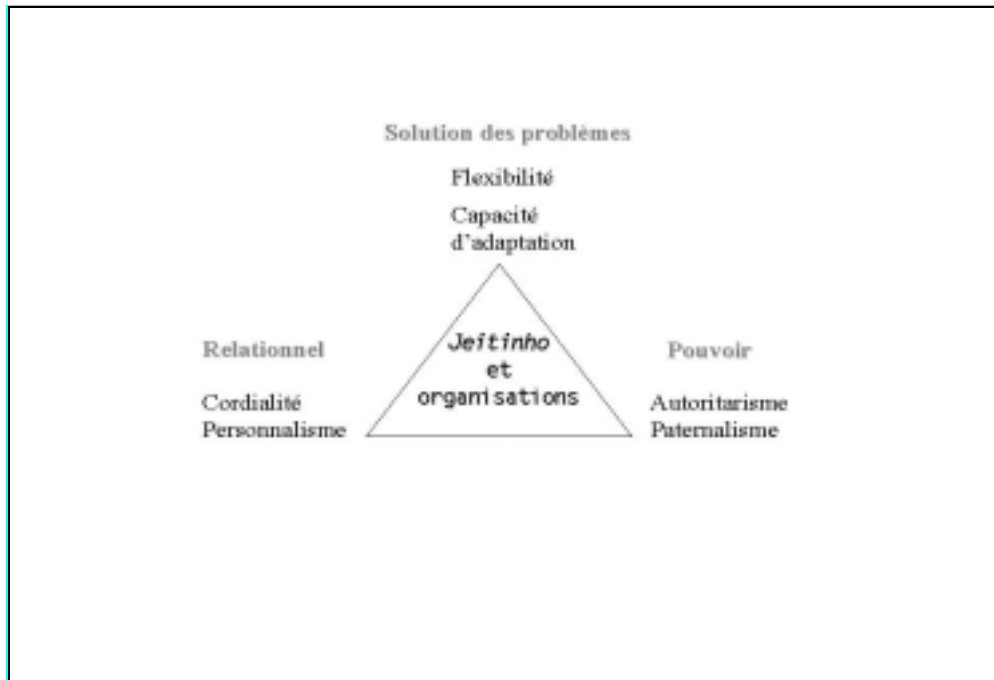 Solution des problèmes
Flexibilité
Capacité
d'adaptation
Relationnel
Cordialité
Personnalisme
Jeitinho
et
organisations
Pouvoir
Autoritarisme
Paternalisme